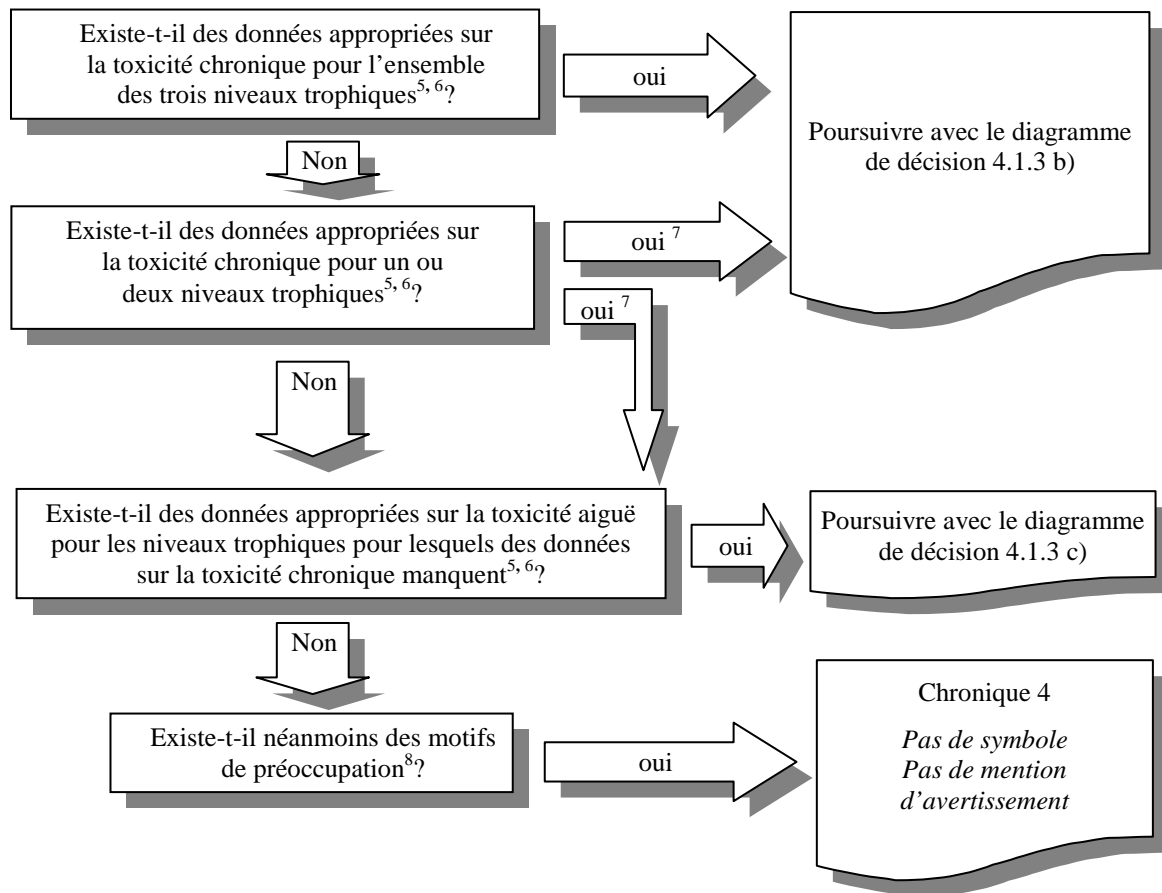 Existe-t-il des données appropriées sur
la toxicité chronique pour l'ensemble
des trois niveaux trophiques5, 6?
oui
Poursuivre avec le diagramme
de décision 4.1.3 b)
Non
Existe-t-il des données appropriées sur
la toxicité chronique pour un ou
deux niveaux trophiques5, 6?
oui 7
oui 7
Non
Existe-t-il des données appropriées sur la toxicité aiguë
pour les niveaux trophiques pour lesquels des données
sur la toxicité chronique manquent5, 6?
oui
Poursuivre avec le diagramme
de décision 4.1.3 c)
Non
Existe-t-il néanmoins des motifs
de préoccupation8?
oui
Chronique 4
Pas de symbole
Pas de mention
d'avertissement